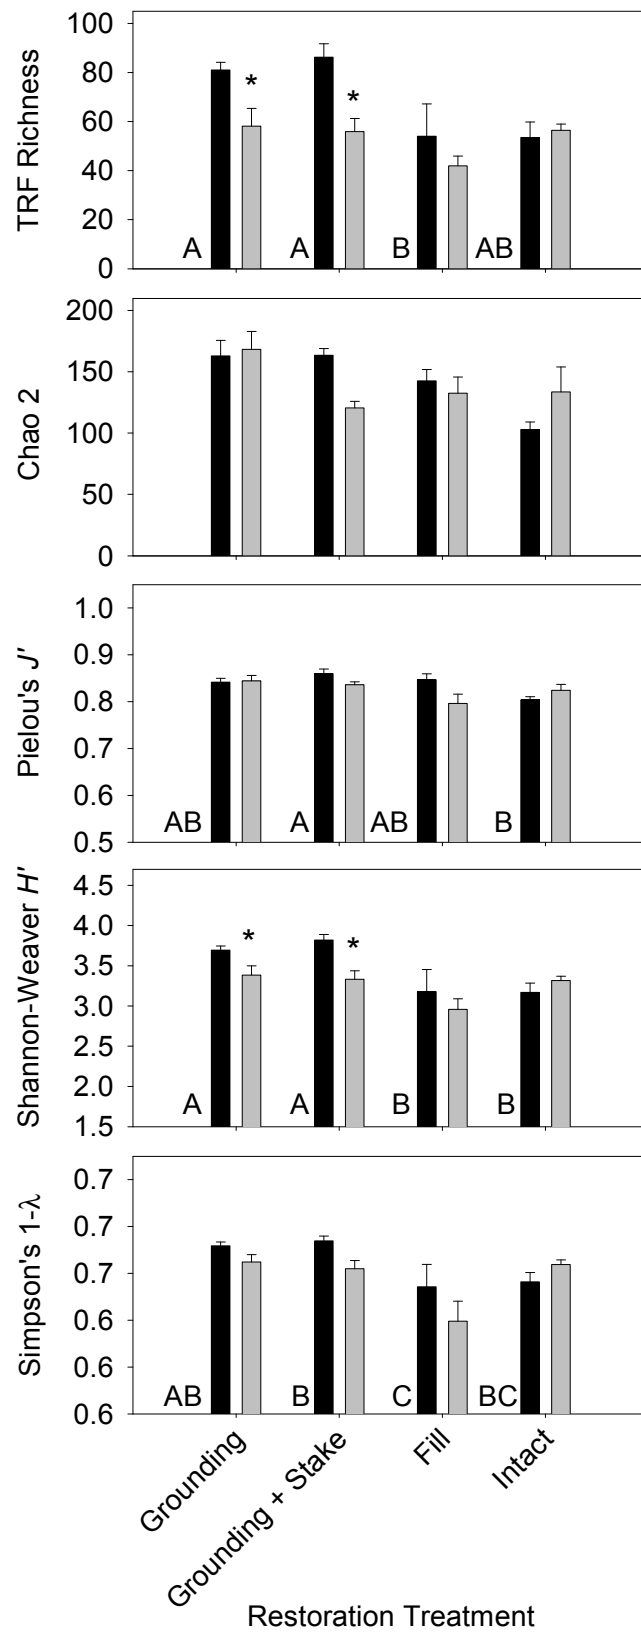 100
80
60
40
20
0
TRF Richness
*
*
A
A
B
AB
200
150
100
50
0
Chao 2
1.0
0.9
0.8
0.7
0.6
0.5
Pielou's J'
AB
A
AB
B
4.5
4.0
3.5
3.0
2.5
2.0
1.5
Shannon-Weaver H'
*
*
A
A
B
B
0.7
0.7
0.7
0.6
0.6
0.6
Simpson's 1-λ
AB
B
C
BC
Grounding
Grounding + Stake
Fill
Intact
Restoration Treatment